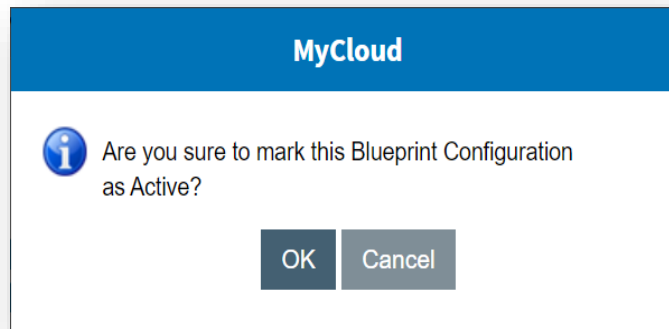 MyCloud
Are you sure to mark this Blueprint Configuration
as Active?
OK Cancel